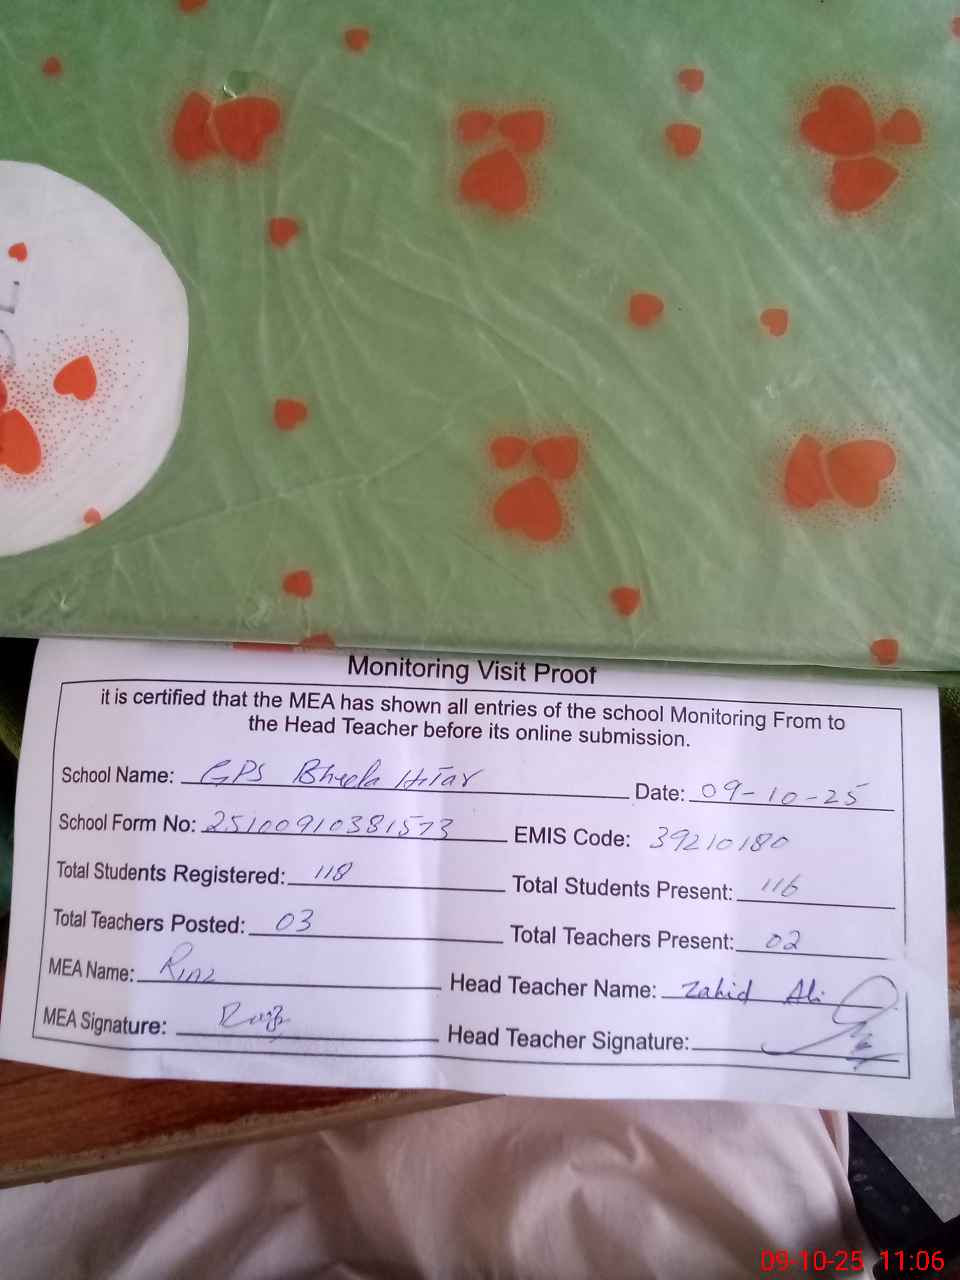 Monitoring Visit Proof
it is certified that the MEA has shown all entries of the school Monitoring From to
the Head Teacher before its online submission.
School Name: GPS Bheela Hitar Date: 09-10-25
School Form No: 25100910381573 EMIS Code: 39210180
Total Students Registered: 118 Total Students Present: 116
Total Teachers Posted: 03 Total Teachers Present: 02
MEA Name: Riaz Head Teacher Name: Zahid Ali
MEA Signature: Head Teacher Signature:
09-10-25 11:06